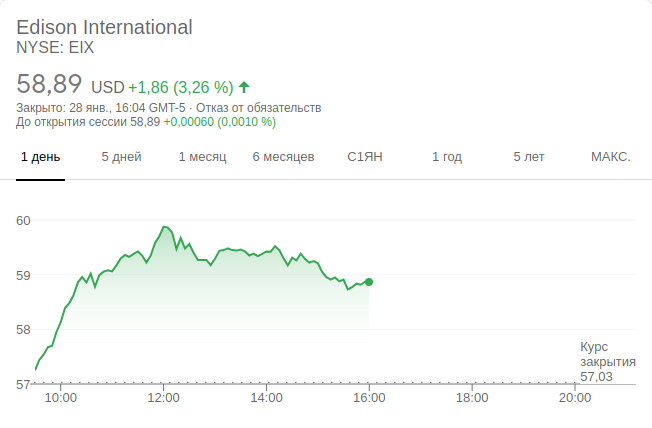 Edison International
NYSE: EIX
58,89 USD +1,86 (3,26 %)
Закрыто: 28 янв., 16:04 GMT-5 · Отказ от обязательств
До открытия сессии 58,89 +0,00060 (0,0010 %)
1 день 5 дней 1 месяц 6 месяцев С1ЯН 1 год 5 лет МАКС.
60
59
58
Курс
закрытия
57,03
57
10:00 12:00 14:00 16:00 18:00 20:00